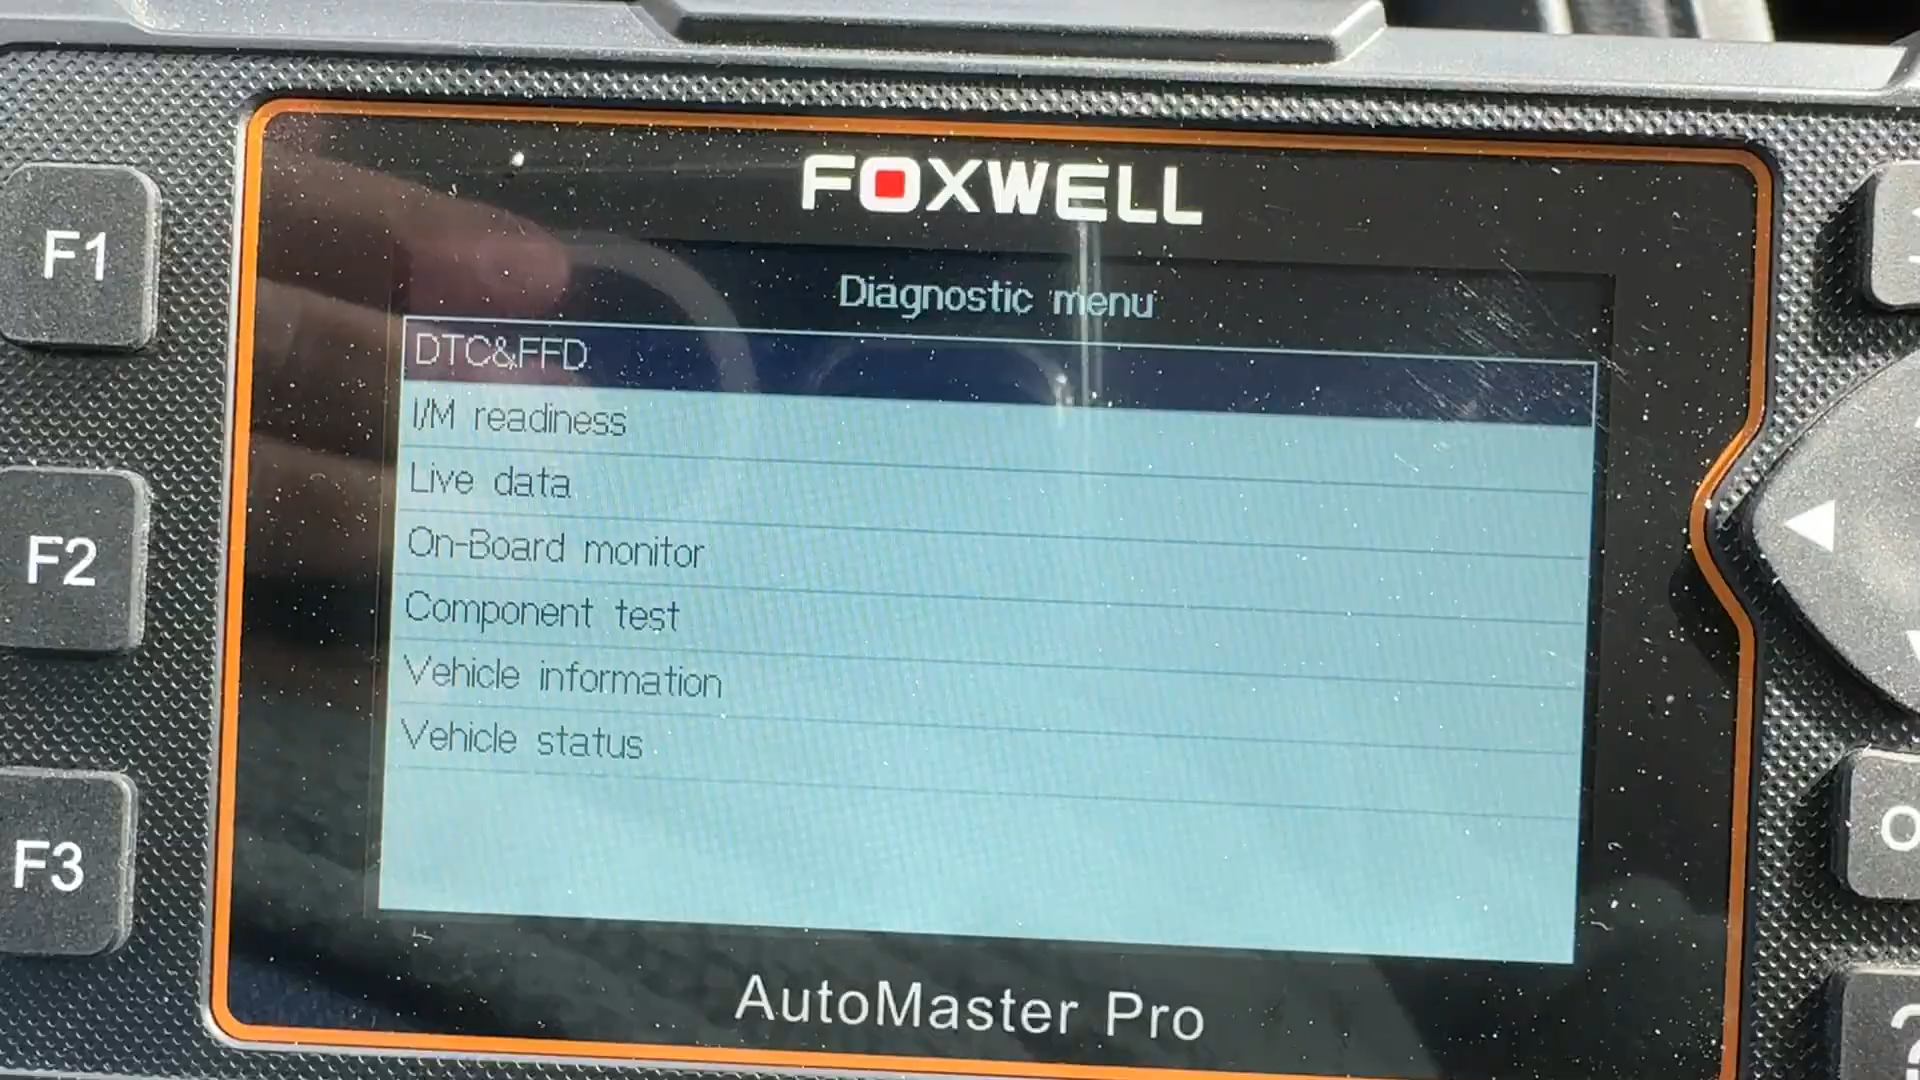 FOXWELL
Diagnostic menu
DTC&FFD
I/M readiness
Live data
On-Board monitor
Component test
Vehicle information
Vehicle status
AutoMaster Pro
F1
F2
F3